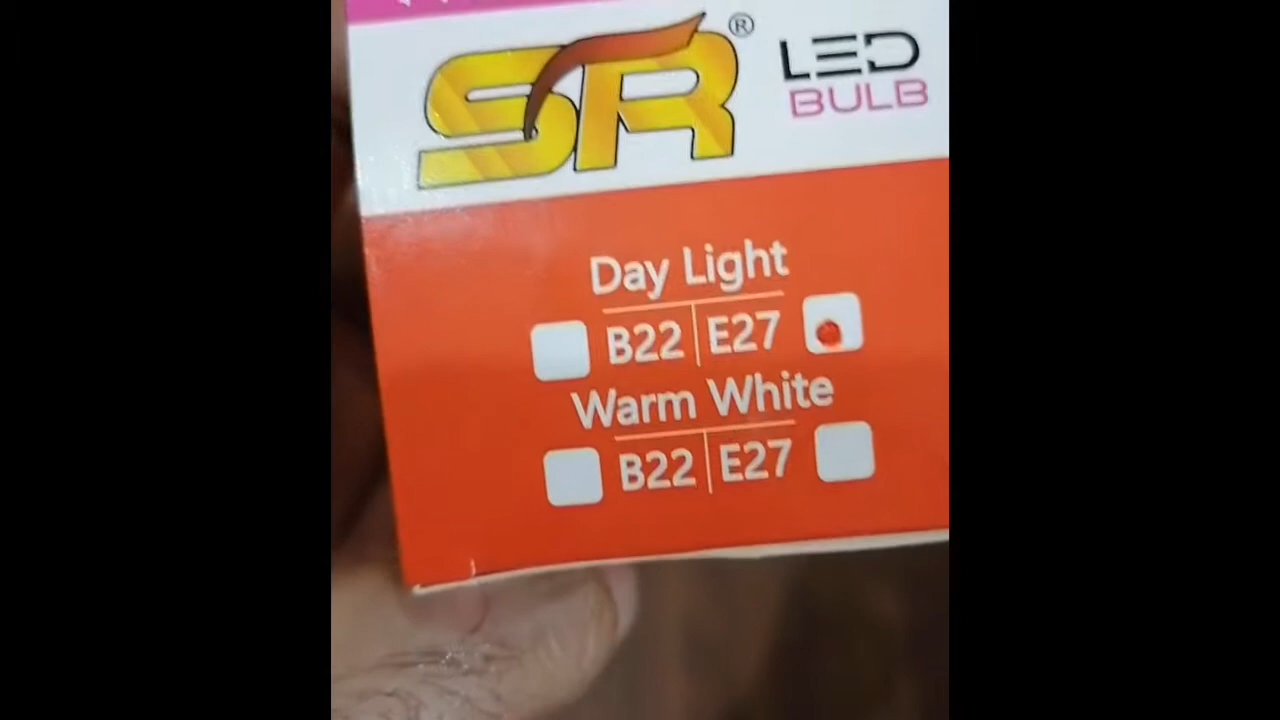 SR®
LED
BULB
Day Light
B22 E27
Warm White
B22 E27